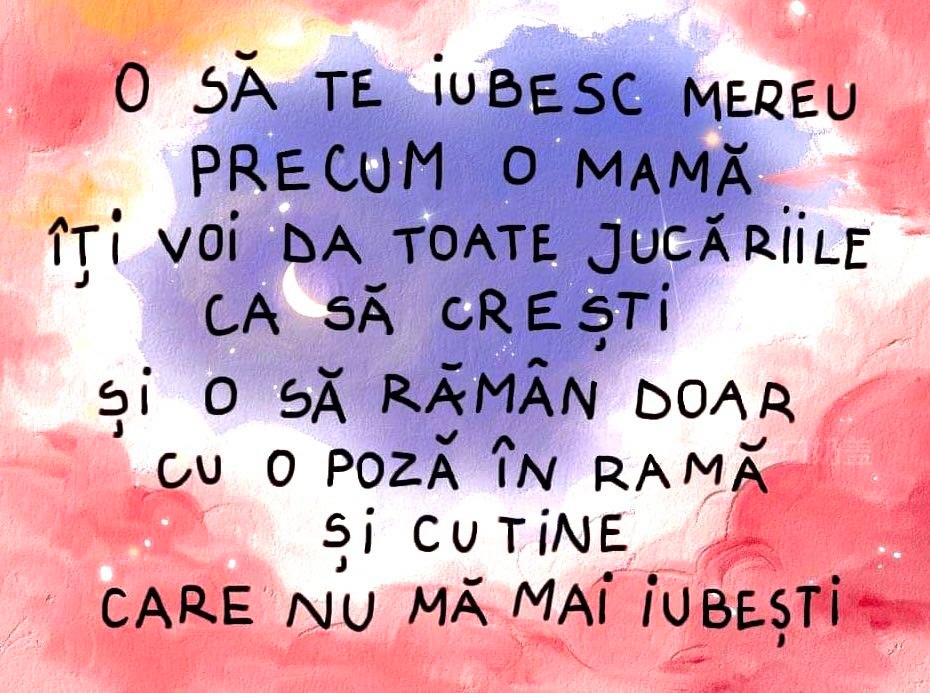 O SĂ TE iUBESC MEREU
PRECUM O MAMĂ
ÎȚi VOi DA TOATE JUCĂRiiLE
CA SĂ CREȘTi
Și O SĂ RĂMÂN DOAR
CU O POZĂ ÎN RAMĂ
Și CU TiNE
CARE NU MĂ MAi iUBEȘTi